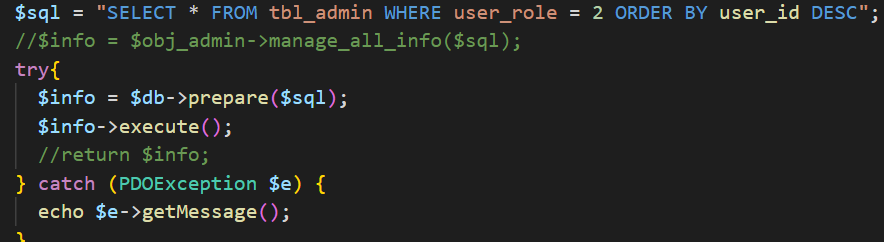 $sql = "SELECT * FROM tbl_admin WHERE user_role = 2 ORDER BY user_id DESC";
//$info = $obj_admin->manage_all_info($sql);
try{
  $info = $db->prepare($sql);
  $info->execute();
  //return $info;
} catch (PDOException $e) {
  echo $e->getMessage();
}